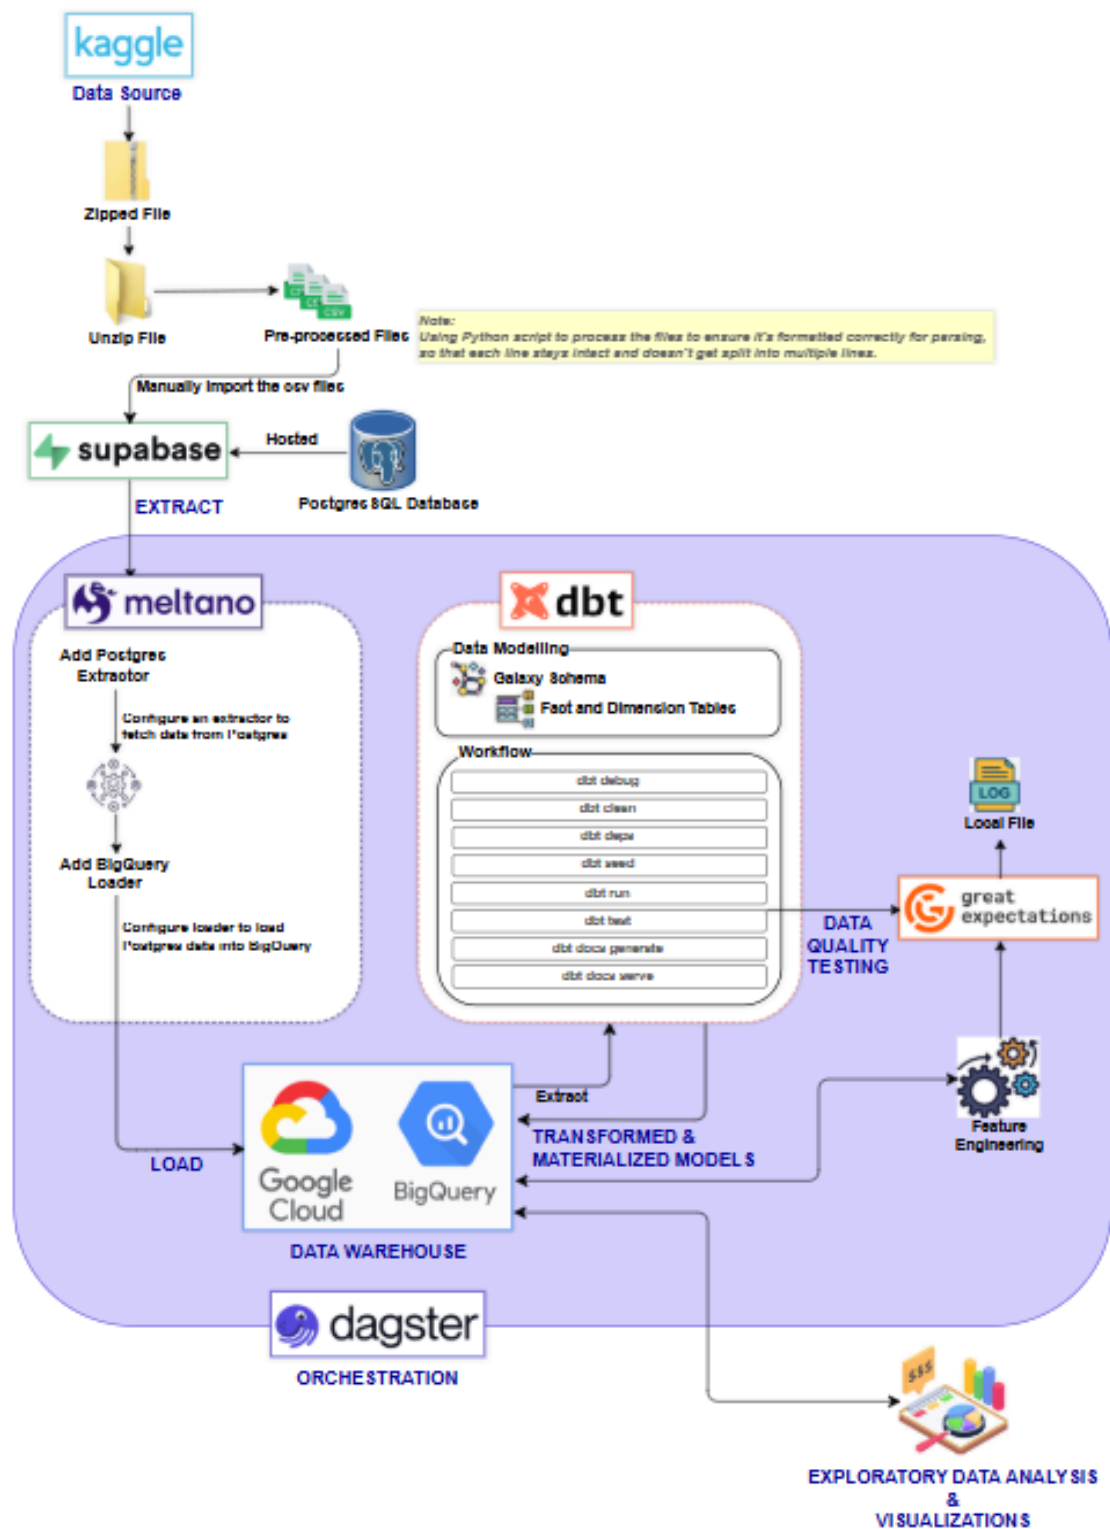 kaggle
Data Source
Zipped File
Unzip File
Pre-processed Files
Note:
Using Python script to process the files to ensure it's formatted correctly for parsing,
so that each line stays intact and doesn't get split into multiple lines.
Manually import the csv files
supabase
Hosted
PostgresSQL Database
EXTRACT
meltano
Add Postgres
Extractor
Configure an extractor to
fetch data from Postgres
Add BigQuery
Loader
Configure loader to load
Postgres data into BigQuery
dbt
Data Modelling
Galaxy Schema
Fact and Dimension Tables
Workflow
dbt debug
dbt clean
dbt deps
dbt seed
dbt run
dbt test
dbt docs generate
dbt docs serve
LOG
Local File
great
expectations
DATA
QUALITY
TESTING
Feature
Engineering
Extract
TRANSFORMED &
MATERIALIZED MODELS
LOAD
Google
Cloud
BigQuery
DATA WAREHOUSE
dagster
ORCHESTRATION
$$$
EXPLORATORY DATA ANALYSIS
&
VISUALIZATIONS